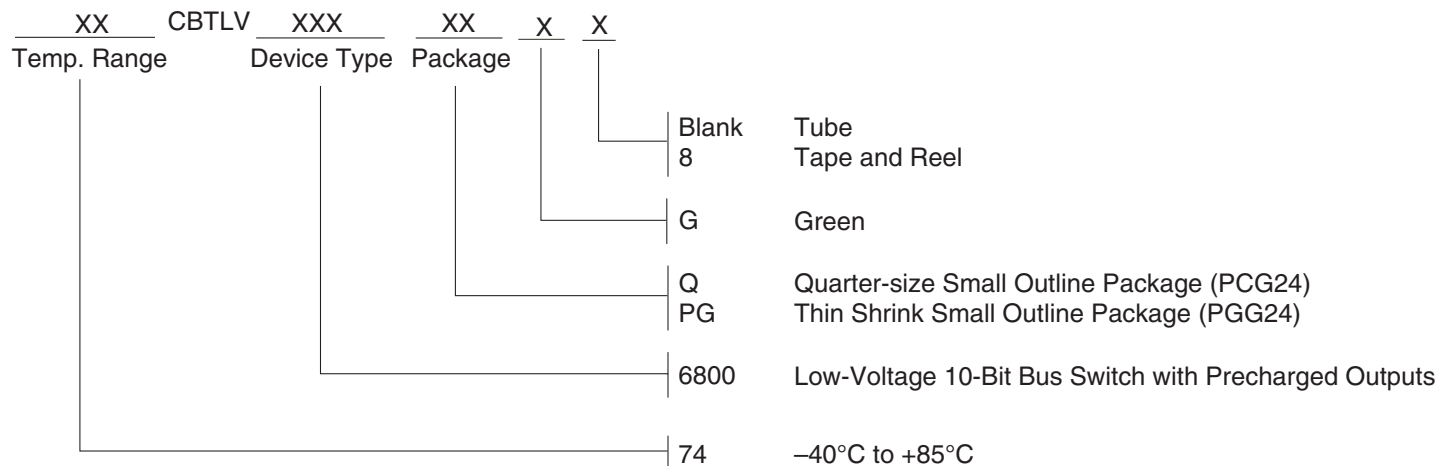 XX CBTLV XXX XX X X
Temp. Range Device Type Package
Blank Tube
8 Tape and Reel
G Green
Q Quarter-size Small Outline Package (PCG24)
PG Thin Shrink Small Outline Package (PGG24)
6800 Low-Voltage 10-Bit Bus Switch with Precharged Outputs
74 –40°C to +85°C